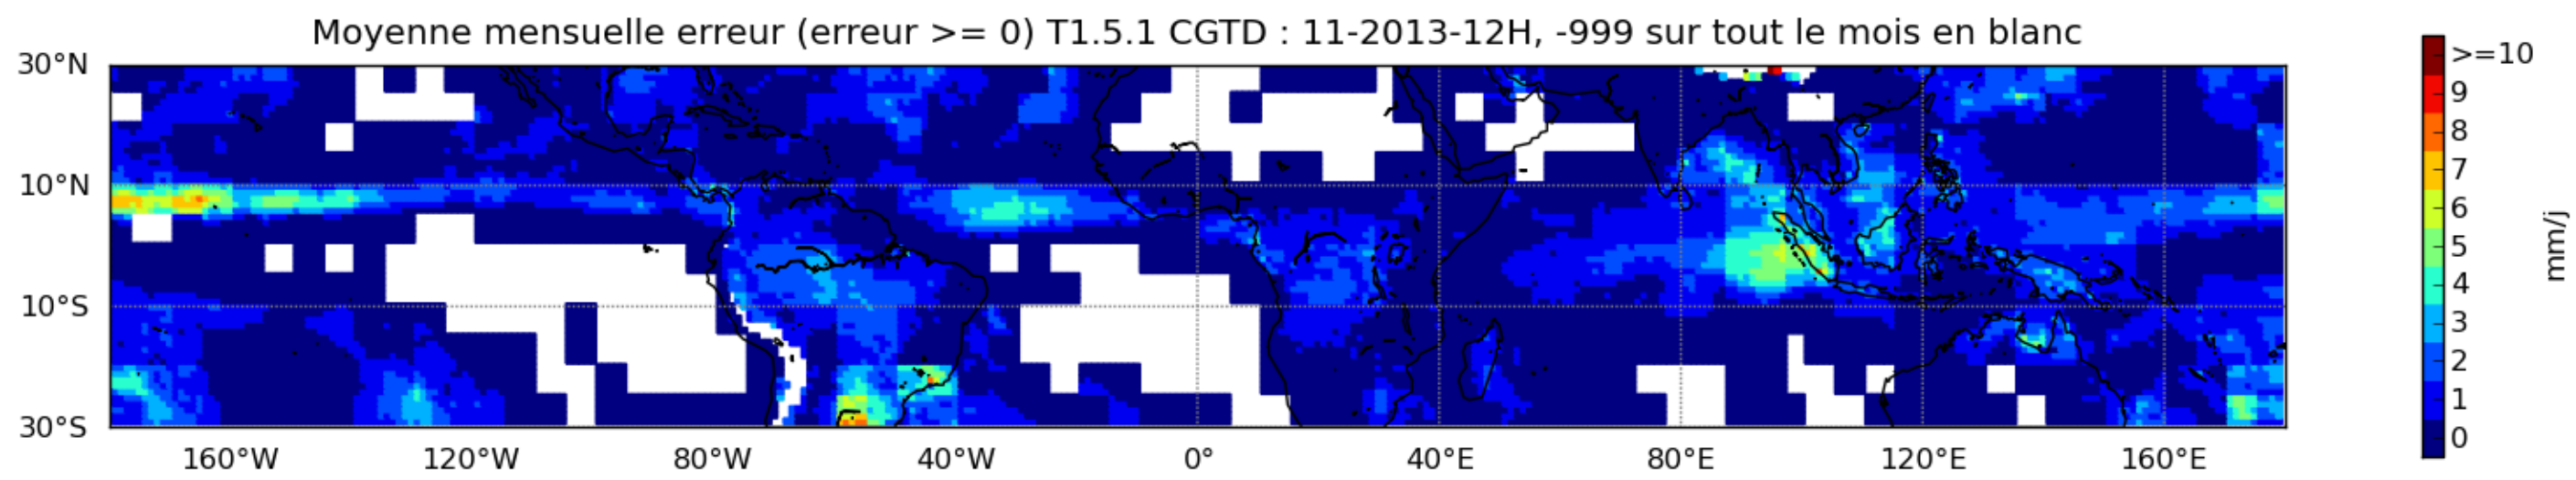 Moyenne mensuelle erreur (erreur >= 0) T1.5.1 CGTD : 11-2013-12H, -999 sur tout le mois en blanc
30°N
10°N
10°S
30°S
160°W 120°W 80°W 40°W 0° 40°E 80°E 120°E 160°E
>=10
9
8
7
6
5
4
3
2
1
0
mm/j